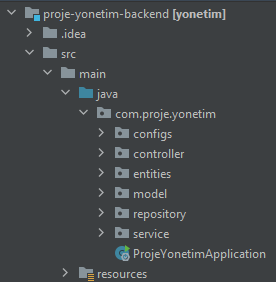 proje-yonetim-backend [yonetim]
.idea
src
main
java
com.proje.yonetim
configs
controller
entities
model
repository
service
ProjeYonetimApplication
resources